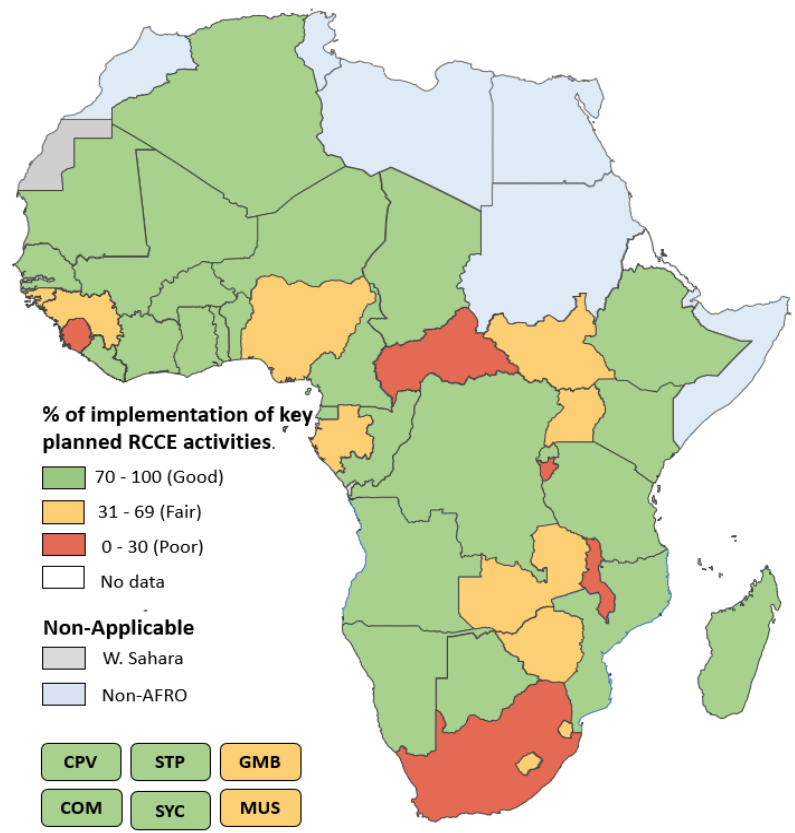 % of implementation of key
planned RCCE activities.
70 - 100 (Good)
31 - 69 (Fair)
0 - 30 (Poor)
No data
Non-Applicable
W. Sahara
Non-AFRO
CPV STP GMB
COM SYC MUS